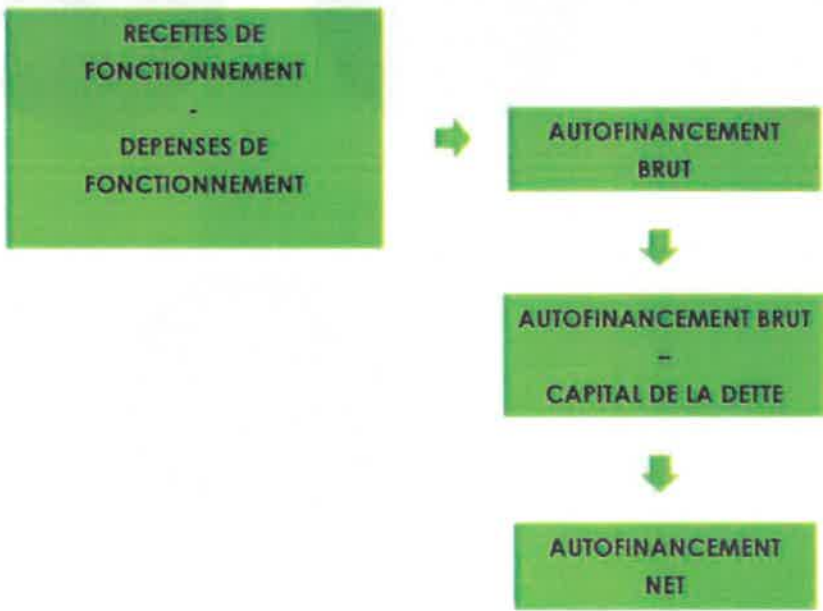 RECETTES DE
FONCTIONNEMENT
-
DEPENSES DE
FONCTIONNEMENT
AUTOFINANCEMENT
BRUT
AUTOFINANCEMENT BRUT
–
CAPITAL DE LA DETTE
AUTOFINANCEMENT
NET